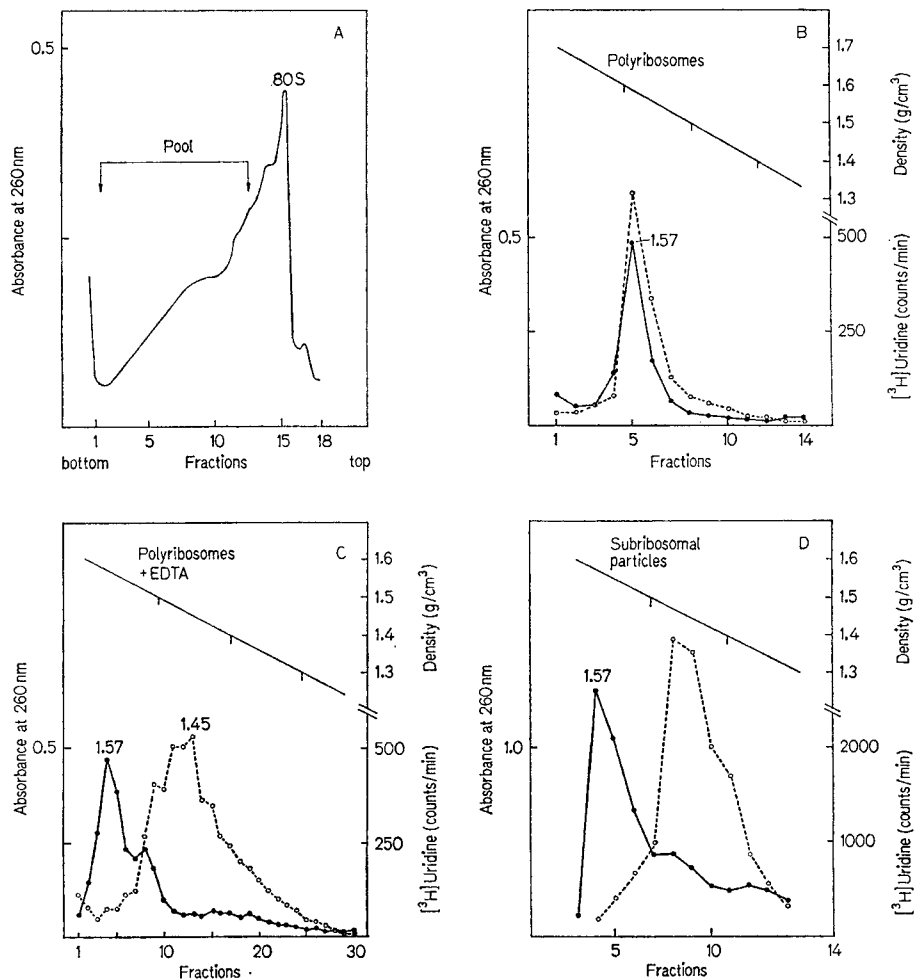 A
0.5
80S
Pool
Absorbance at 260nm
1 5 10 15 18
bottom Fractions top
B
Polyribosomes
1.7
1.6
1.5
1.4
1.3
Density (g/cm³)
Absorbance at 260nm
0.5
1.57
500
250
[³H]Uridine (counts/min)
1 5 10 14
Fractions
C
Polyribosomes
+EDTA
1.6
1.5
1.4
1.3
Density (g/cm³)
Absorbance at 260nm
0.5
1.57
1.45
500
250
[³H]Uridine (counts/min)
1 5 10 20 30
Fractions
D
Subribosomal
particles
1.6
1.5
1.4
1.3
Density (g/cm³)
Absorbance at 260nm
1.0
1.57
2000
1000
[³H]Uridine (counts/min)
5 10 14
Fractions